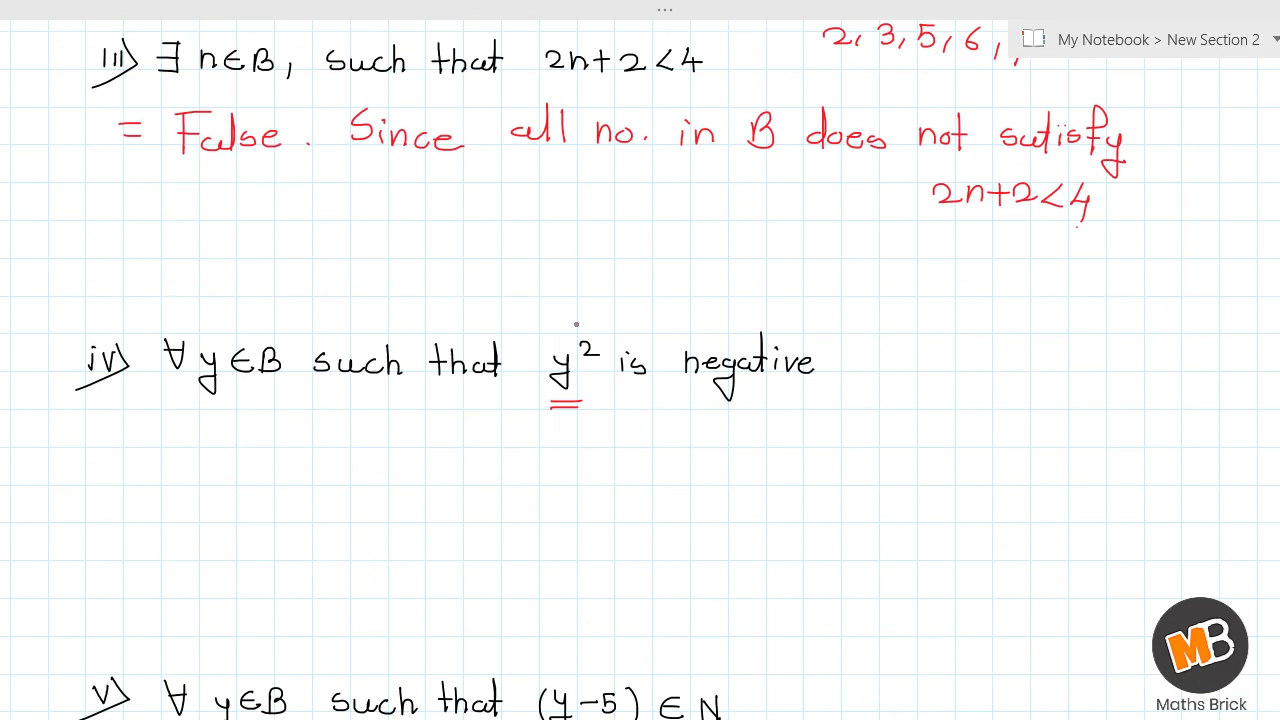 ...
2, 3, 5, 6, ,
My Notebook > New Section 2
iii) ∃ n∈B, such that 2n+2<4
= False. Since all no. in B does not satisfy
2n+2<4
iv) ∀ y∈B such that y² is negative
v) ∀ y∈B such that (y-5) ∈ N
MB
Maths Brick